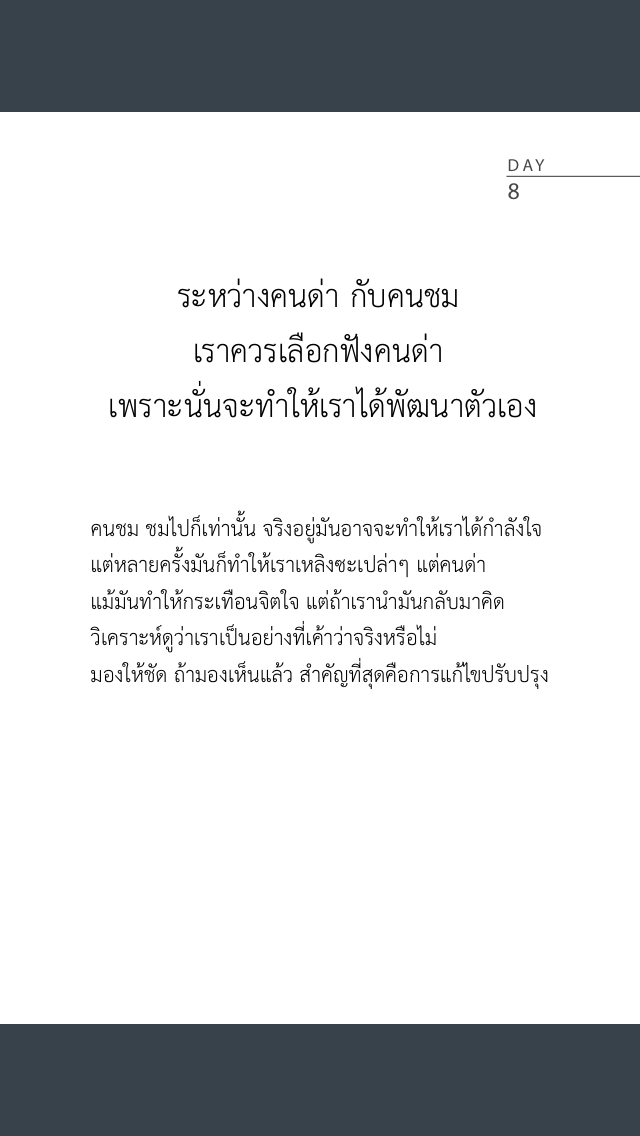 DAY
8
ระหว่างคนด่า กับคนชม
เราควรเลือกฟังคนด่า
เพราะนั่นจะทำให้เราได้พัฒนาตัวเอง
คนชม ชมไปก็เท่านั้น จริงอยู่มันอาจจะทำให้เราได้กำลังใจ
แต่หลายครั้งมันก็ทำให้เราเหลิงซะเปล่าๆ แต่คนด่า
แม้มันทำให้กระเทือนจิตใจ แต่ถ้าเรานำมันกลับมาคิด
วิเคราะห์ดูว่าเราเป็นอย่างที่เค้าว่าจริงหรือไม่
มองให้ชัด ถ้ามองเห็นแล้ว สำคัญที่สุดคือการแก้ไขปรับปรุง